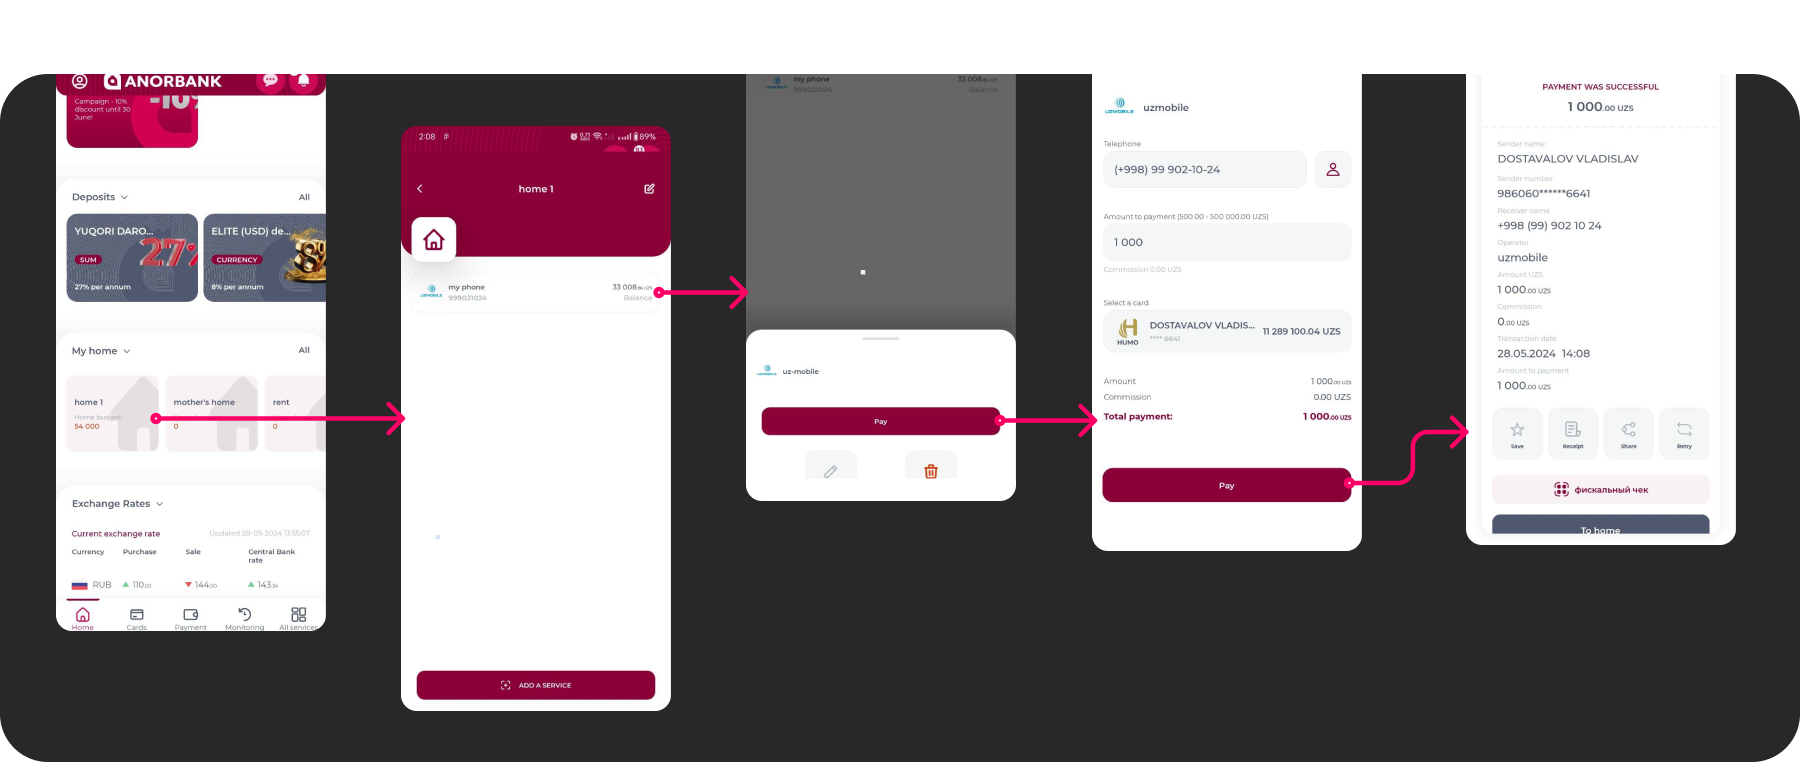 ANORBANK
Campaign - 10%
discount until 30
June!
-10%
Deposits
All
YUQORI DARO...
SUM
27% per annum
27%
ELITE (USD) de...
CURRENCY
8% per annum
8%
My home
All
home 1
Home budget:
54 000
mother's home
0
rent
0
Exchange Rates
Current exchange rate
Updated 28-05-2024 13:55:07
Currency
Purchase
Sale
Central Bank
rate
RUB
110.00
144.00
143.34
Home
Cards
Payment
Monitoring
All services
2:08
89%
home 1
UZMOBILE
my phone
999021024
33 008.86 UZS
Balance
ADD A SERVICE
UZMOBILE
my phone
999021024
33 008.86 UZS
Balance
UZMOBILE
uz-mobile
Pay
UZMOBILE
uzmobile
Telephone
(+998) 99 902-10-24
Amount to payment (500.00 - 500 000.00 UZS)
1 000
Commission 0.00 UZS
Select a card
HUMO
DOSTAVALOV VLADIS...
**** 6641
11 289 100.04 UZS
Amount
1 000.00 UZS
Commission
0.00 UZS
Total payment:
1 000.00 UZS
Pay
PAYMENT WAS SUCCESSFUL
1 000.00 UZS
Sender name
DOSTAVALOV VLADISLAV
Sender number
986060******6641
Receiver name
+998 (99) 902 10 24
Operator
uzmobile
Amount UZS
1 000.00 UZS
Commission
0.00 UZS
Transaction date
28.05.2024 14:08
Amount to payment
1 000.00 UZS
Save
Receipt
Share
Retry
фискальный чек
To home